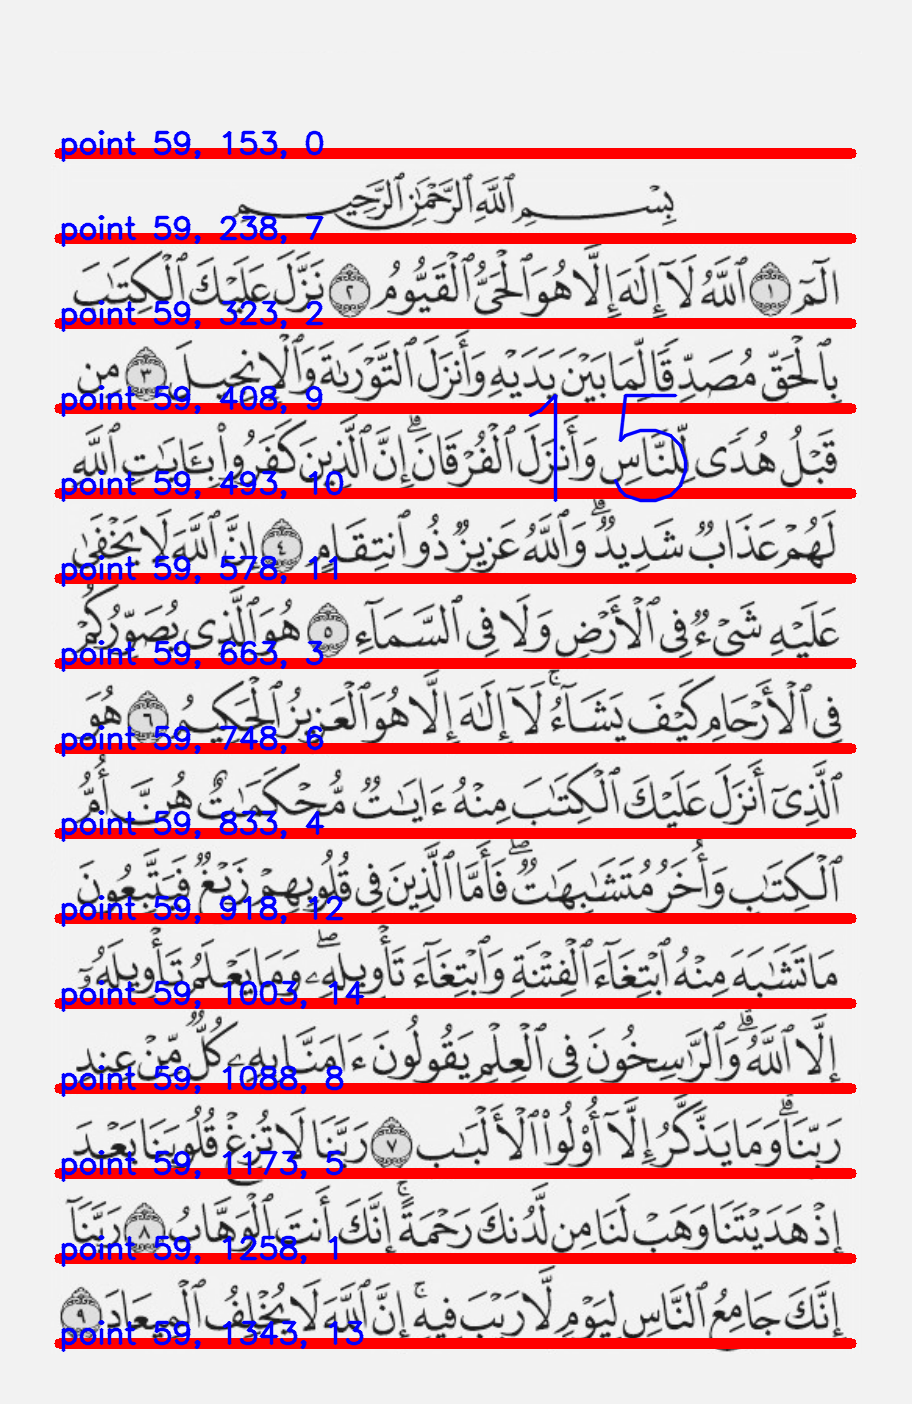 point 59, 153, 0
بِسْمِ ٱللَّهِ ٱلرَّحْمَٰنِ ٱلرَّحِيمِ
point 59, 238, 7
الٓمٓ ١ ٱللَّهُ لَآ إِلَٰهَ إِلَّا هُوَ ٱلْحَىُّ ٱلْقَيُّومُ ٢ نَزَّلَ عَلَيْكَ ٱلْكِتَٰبَ
point 59, 323, 2
بِٱلْحَقِّ مُصَدِّقًا لِّمَا بَيْنَ يَدَيْهِ وَأَنزَلَ ٱلتَّوْرَىٰةَ وَٱلْإِنجِيلَ ٣ مِن
point 59, 408, 9
15
قَبْلُ هُدًى لِّلنَّاسِ وَأَنزَلَ ٱلْفُرْقَانَ ۗ إِنَّ ٱلَّذِينَ كَفَرُوا۟ بِـَٔايَٰتِ ٱللَّهِ
point 59, 493, 10
لَهُمْ عَذَابٌ شَدِيدٌ ۗ وَٱللَّهُ عَزِيزٌ ذُو ٱنتِقَامٍ ٤ إِنَّ ٱللَّهَ لَا يَخْفَىٰ
point 59, 578, 11
عَلَيْهِ شَىْءٌ فِى ٱلْأَرْضِ وَلَا فِى ٱلسَّمَآءِ ٥ هُوَ ٱلَّذِى يُصَوِّرُكُمْ
point 59, 663, 3
فِى ٱلْأَرْحَامِ كَيْفَ يَشَآءُ ۚ لَآ إِلَٰهَ إِلَّا هُوَ ٱلْعَزِيزُ ٱلْحَكِيمُ ٦ هُوَ
point 59, 748, 6
ٱلَّذِىٓ أَنزَلَ عَلَيْكَ ٱلْكِتَٰبَ مِنْهُ ءَايَٰتٌ مُّحْكَمَٰتٌ هُنَّ أُمُّ
point 59, 833, 4
ٱلْكِتَٰبِ وَأُخَرُ مُتَشَٰبِهَٰتٌ ۖ فَأَمَّا ٱلَّذِينَ فِى قُلُوبِهِمْ زَيْغٌ فَيَتَّبِعُونَ
point 59, 918, 12
مَا تَشَٰبَهَ مِنْهُ ٱبْتِغَآءَ ٱلْفِتْنَةِ وَٱبْتِغَآءَ تَأْوِيلِهِۦ ۖ وَمَا يَعْلَمُ تَأْوِيلَهُۥٓ
point 59, 1003, 14
إِلَّا ٱللَّهُ ۗ وَٱلرَّٰسِخُونَ فِى ٱلْعِلْمِ يَقُولُونَ ءَامَنَّا بِهِۦ كُلٌّ مِّنْ عِندِ
point 59, 1088, 8
رَبِّنَا ۗ وَمَا يَذَّكَّرُ إِلَّآ أُو۟لُوا۟ ٱلْأَلْبَٰبِ ٧ رَبَّنَا لَا تُزِغْ قُلُوبَنَا بَعْدَ
point 59, 1173, 5
إِذْ هَدَيْتَنَا وَهَبْ لَنَا مِن لَّدُنكَ رَحْمَةً ۚ إِنَّكَ أَنتَ ٱلْوَهَّابُ ٨ رَبَّنَآ
point 59, 1258, 1
إِنَّكَ جَامِعُ ٱلنَّاسِ لِيَوْمٍ لَّا رَيْبَ فِيهِ ۚ إِنَّ ٱللَّهَ لَا يُخْلِفُ ٱلْمِيعَادَ ٩
point 59, 1343, 13